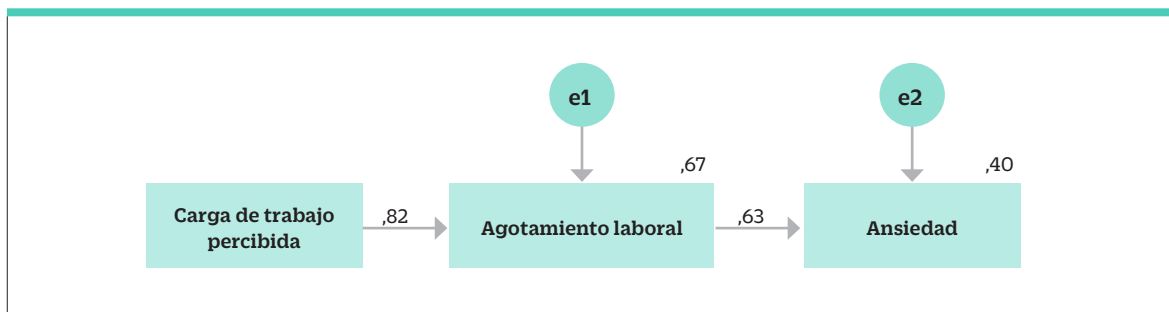 e1
e2
,67
,40
Carga de trabajo
percibida
,82
Agotamiento laboral
,63
Ansiedad